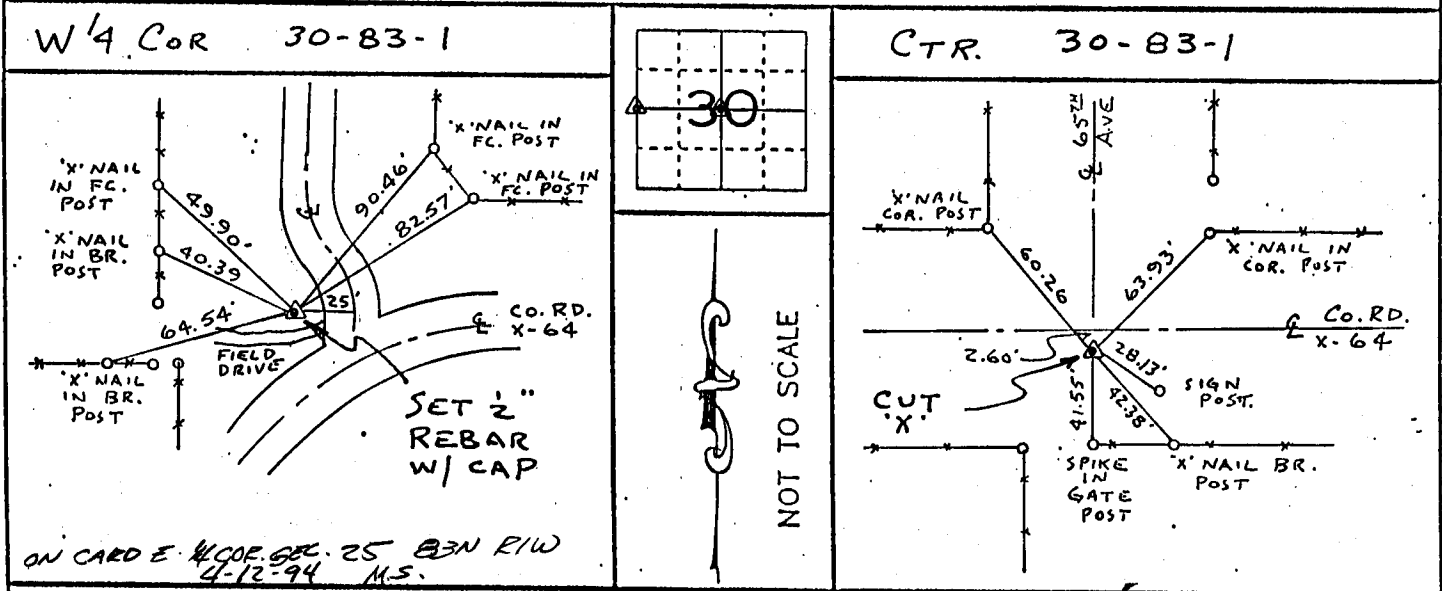 W 1/4 COR 30-83-1
'X' NAIL
IN FC.
POST
'X' NAIL
IN BR.
POST
49.90'
40.39
64.54'
'X' NAIL
IN BR.
POST
FIELD
DRIVE
℄
90.46'
82.57'
'X' NAIL IN
FC. POST
'X' NAIL IN
FC. POST
25'
℄ CO. RD.
X-64
SET 1/2"
REBAR
W/ CAP
ON CARD E 1/4 COR. SEC. 25 83N R1W
4-12-94 M.S.
30
NOT TO SCALE
CTR. 30-83-1
℄ 65TH
AVE
'X' NAIL
COR. POST
'X' NAIL IN
COR. POST
60.26
63.93'
℄ CO. RD.
X-64
2.60'
28.13'
SIGN
POST.
CUT
'X'
41.55'
42.38'
SPIKE
IN
GATE
POST
'X' NAIL BR.
POST